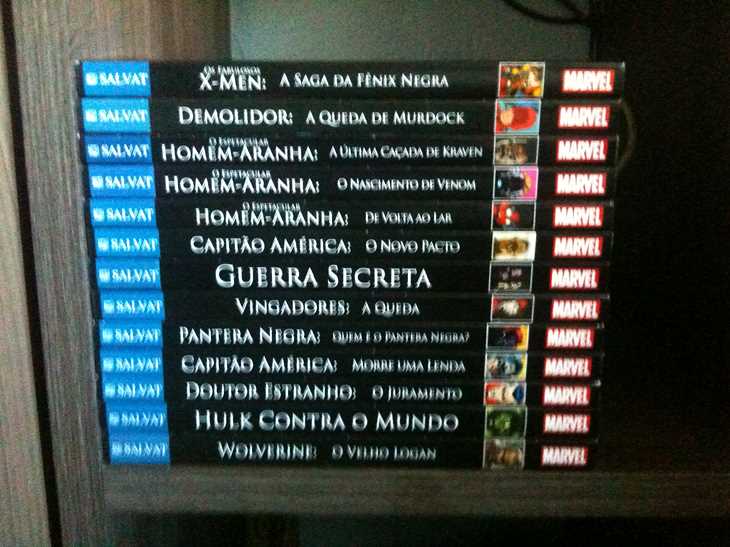 SALVAT OS FABULOSOS X-MEN: A SAGA DA FÊNIX NEGRA MARVEL
SALVAT DEMOLIDOR: A QUEDA DE MURDOCK MARVEL
SALVAT O ESPETACULAR HOMEM-ARANHA: A ÚLTIMA CAÇADA DE KRAVEN MARVEL
SALVAT O ESPETACULAR HOMEM-ARANHA: O NASCIMENTO DE VENOM MARVEL
SALVAT O ESPETACULAR HOMEM-ARANHA: DE VOLTA AO LAR MARVEL
SALVAT CAPITÃO AMÉRICA: O NOVO PACTO MARVEL
SALVAT GUERRA SECRETA MARVEL
SALVAT VINGADORES: A QUEDA MARVEL
SALVAT PANTERA NEGRA: QUEM É O PANTERA NEGRA? MARVEL
SALVAT CAPITÃO AMÉRICA: MORRE UMA LENDA MARVEL
SALVAT DOUTOR ESTRANHO: O JURAMENTO MARVEL
SALVAT HULK CONTRA O MUNDO MARVEL
SALVAT WOLVERINE: O VELHO LOGAN MARVEL